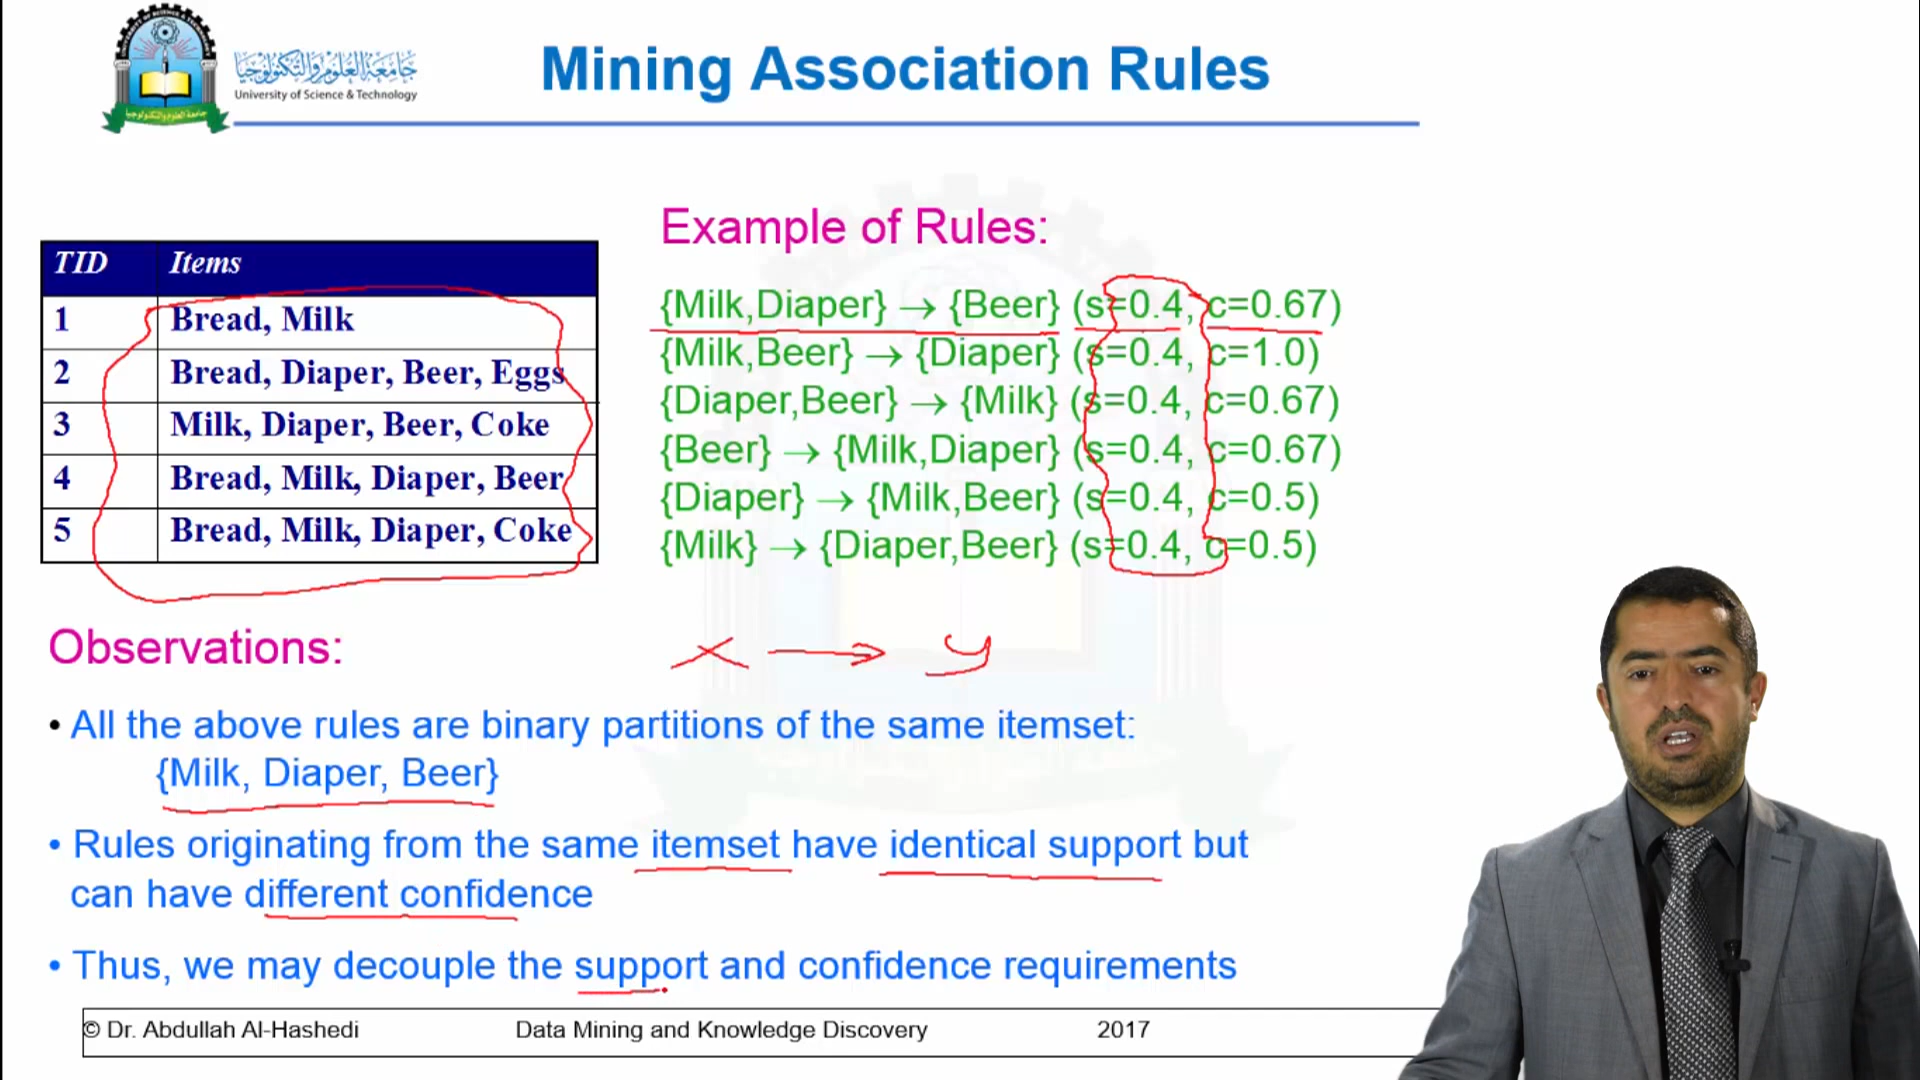 جامعة العلوم والتكنولوجيا
University of Science & Technology
Mining Association Rules
TID Items
1 Bread, Milk
2 Bread, Diaper, Beer, Eggs
3 Milk, Diaper, Beer, Coke
4 Bread, Milk, Diaper, Beer
5 Bread, Milk, Diaper, Coke
Example of Rules:
{Milk,Diaper} → {Beer} (s=0.4, c=0.67)
{Milk,Beer} → {Diaper} (s=0.4, c=1.0)
{Diaper,Beer} → {Milk} (s=0.4, c=0.67)
{Beer} → {Milk,Diaper} (s=0.4, c=0.67)
{Diaper} → {Milk,Beer} (s=0.4, c=0.5)
{Milk} → {Diaper,Beer} (s=0.4, c=0.5)
x → y
Observations:
• All the above rules are binary partitions of the same itemset:
{Milk, Diaper, Beer}
• Rules originating from the same itemset have identical support but
can have different confidence
• Thus, we may decouple the support and confidence requirements
© Dr. Abdullah Al-Hashedi Data Mining and Knowledge Discovery 2017